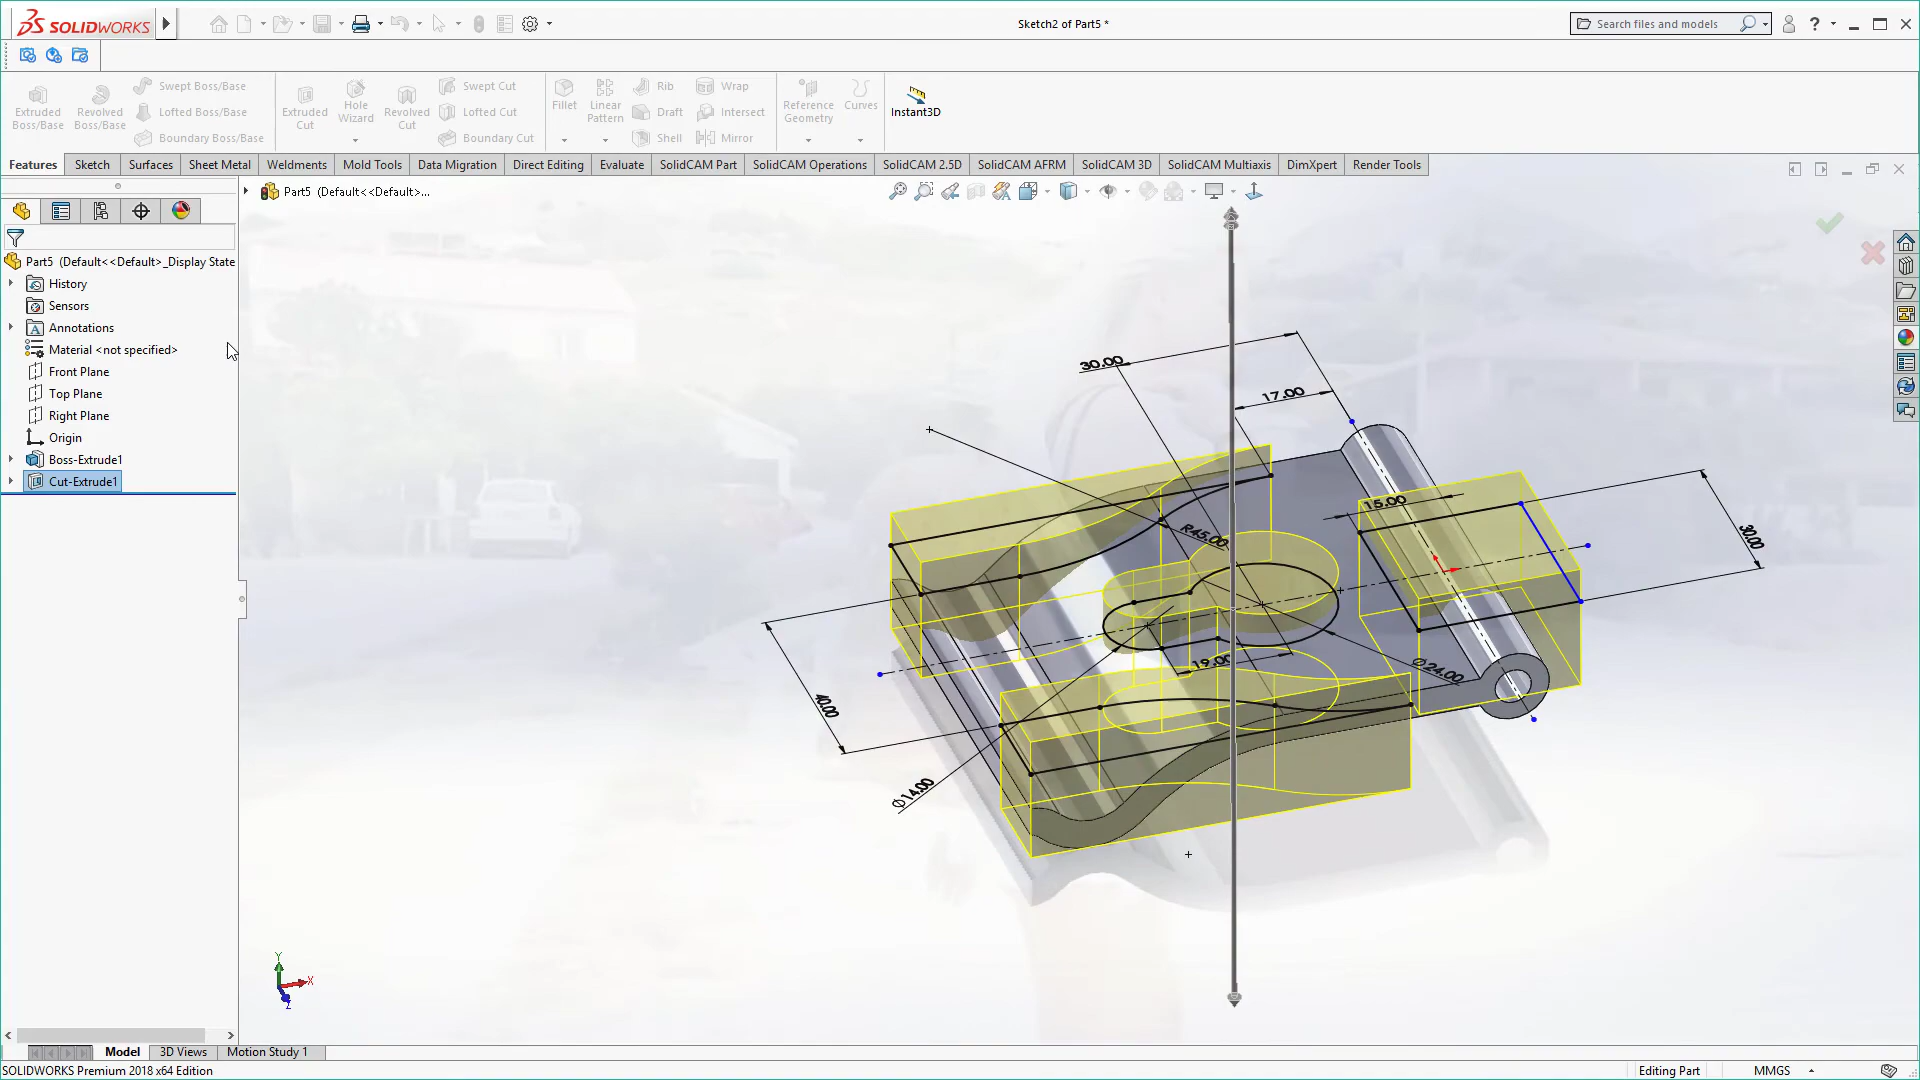 SOLIDWORKS
Sketch2 of Part5 *
Search files and models
?
Extruded Boss/Base
Revolved Boss/Base
Swept Boss/Base
Lofted Boss/Base
Boundary Boss/Base
Extruded Cut
Hole Wizard
Revolved Cut
Swept Cut
Lofted Cut
Boundary Cut
Fillet
Linear Pattern
Rib
Draft
Shell
Wrap
Intersect
Mirror
Reference Geometry
Curves
Instant3D
Features
Sketch
Surfaces
Sheet Metal
Weldments
Mold Tools
Data Migration
Direct Editing
Evaluate
SolidCAM Part
SolidCAM Operations
SolidCAM 2.5D
SolidCAM AFRM
SolidCAM 3D
SolidCAM Multiaxis
DimXpert
Render Tools
Part5 (Default<<Default>...
Part5 (Default<<Default>_Display State
History
Sensors
Annotations
Material <not specified>
Front Plane
Top Plane
Right Plane
Origin
Boss-Extrude1
Cut-Extrude1
30.00
17.00
15.00
30.00
R45.00
19.00
Ø24.00
40.00
Ø14.00
Y
X
Z
Model
3D Views
Motion Study 1
SOLIDWORKS Premium 2018 x64 Edition
Editing Part
MMGS